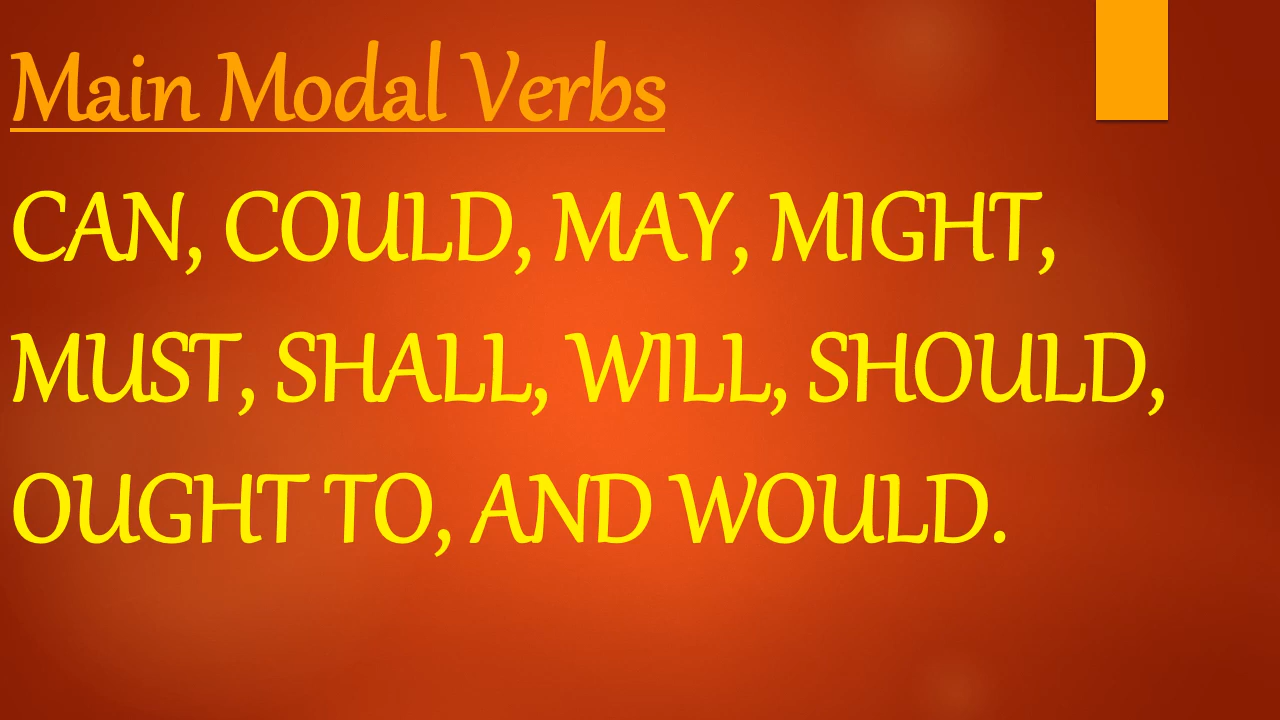 Main Modal Verbs
CAN, COULD, MAY, MIGHT,
MUST, SHALL, WILL, SHOULD,
OUGHT TO, AND WOULD.